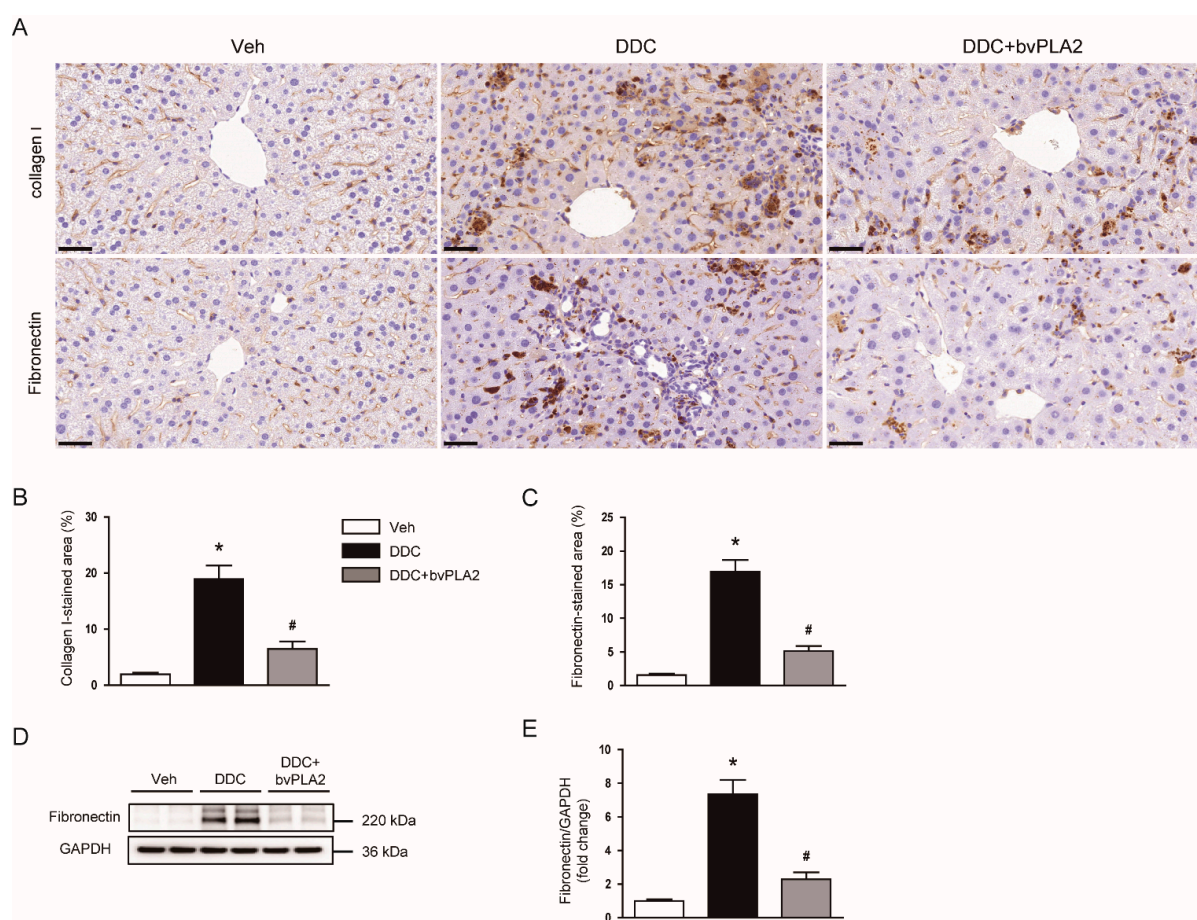 A
Veh
DDC
DDC+bvPLA2
collagen I
Fibronectin
B
Collagen I-stained area (%)
30
20
10
0
*
#
Veh
DDC
DDC+bvPLA2
C
Fibronectin-stained area (%)
25
20
15
10
5
0
*
#
D
Veh
DDC
DDC+
bvPLA2
Fibronectin
220 kDa
GAPDH
36 kDa
E
Fibronectin/GAPDH
(fold change)
10
8
6
4
2
0
*
#